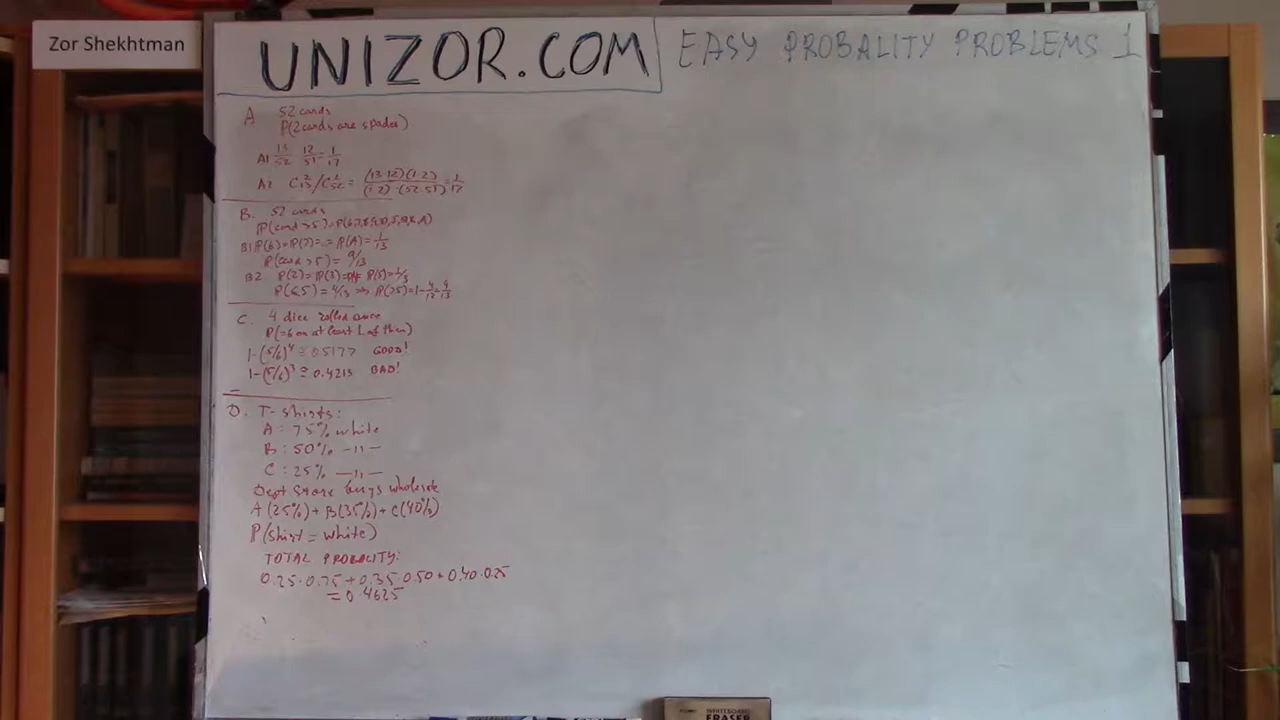 Zor Shekhtman
UNIZOR.COM
EASY PROBALITY PROBLEMS 1
A 52 cards
P(2 cards are spades)
A1 13/52 12/51 = 1/17
A2 C²₁₃/C²₅₂ = (13·12)(1·2)/(1·2)·(52·51) = 1/17
B. 52 cards
P(card>5)=P(6,7,8,9,10,J,Q,K,A)
B1 P(6)=P(7)=...=P(A)=1/13
P(card>5) = 9/13
B2 P(2)=P(3)= P(5)=1/13
P(≤5) = 4/13 ⇒ P(>5)=1-4/13=9/13
C. 4 dice rolled once
P(=6 on at least 1 of them)
1-(5/6)⁴ ≅ 0.5177 GOOD!
1-(5/6)³ ≅ 0.4213 BAD!
D. T-shirts:
A: 75% white
B: 50% —11—
C: 25% —11—
Dept Store buys wholesale
A(25%)+B(35%)+C(40%)
P(shirt = white)
TOTAL PROBALITY:
0.25·0.75+0.35·0.50+0.40·0.25
= 0.4625
WHITEBOARD
ERASER